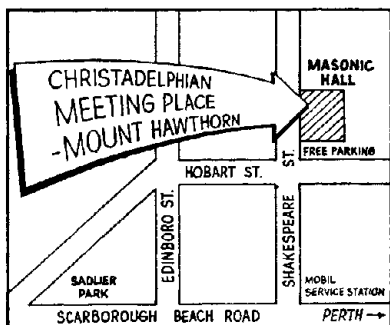 CHRISTADELPHIAN
MEETING PLACE
-MOUNT HAWTHORN
MASONIC
HALL
FREE PARKING
HOBART ST.
EDINBORO ST.
SHAKESPEARE ST.
SADLIER
PARK
MOBIL
SERVICE STATION
SCARBOROUGH BEACH ROAD
PERTH →